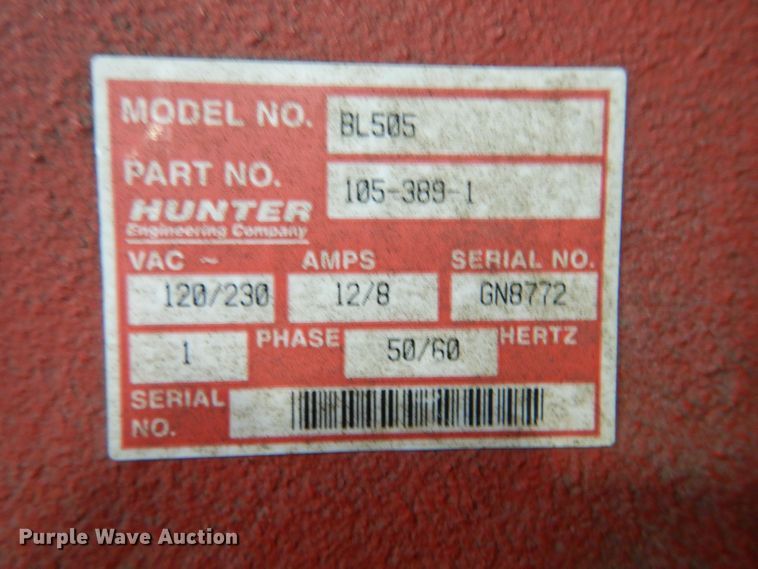 MODEL NO. BL505
PART NO. 105-389-1
HUNTER
Engineering Company
VAC ~ AMPS SERIAL NO.
120/230 12/8 GN8772
1 PHASE 50/60 HERTZ
SERIAL
NO.
Purple Wave Auction